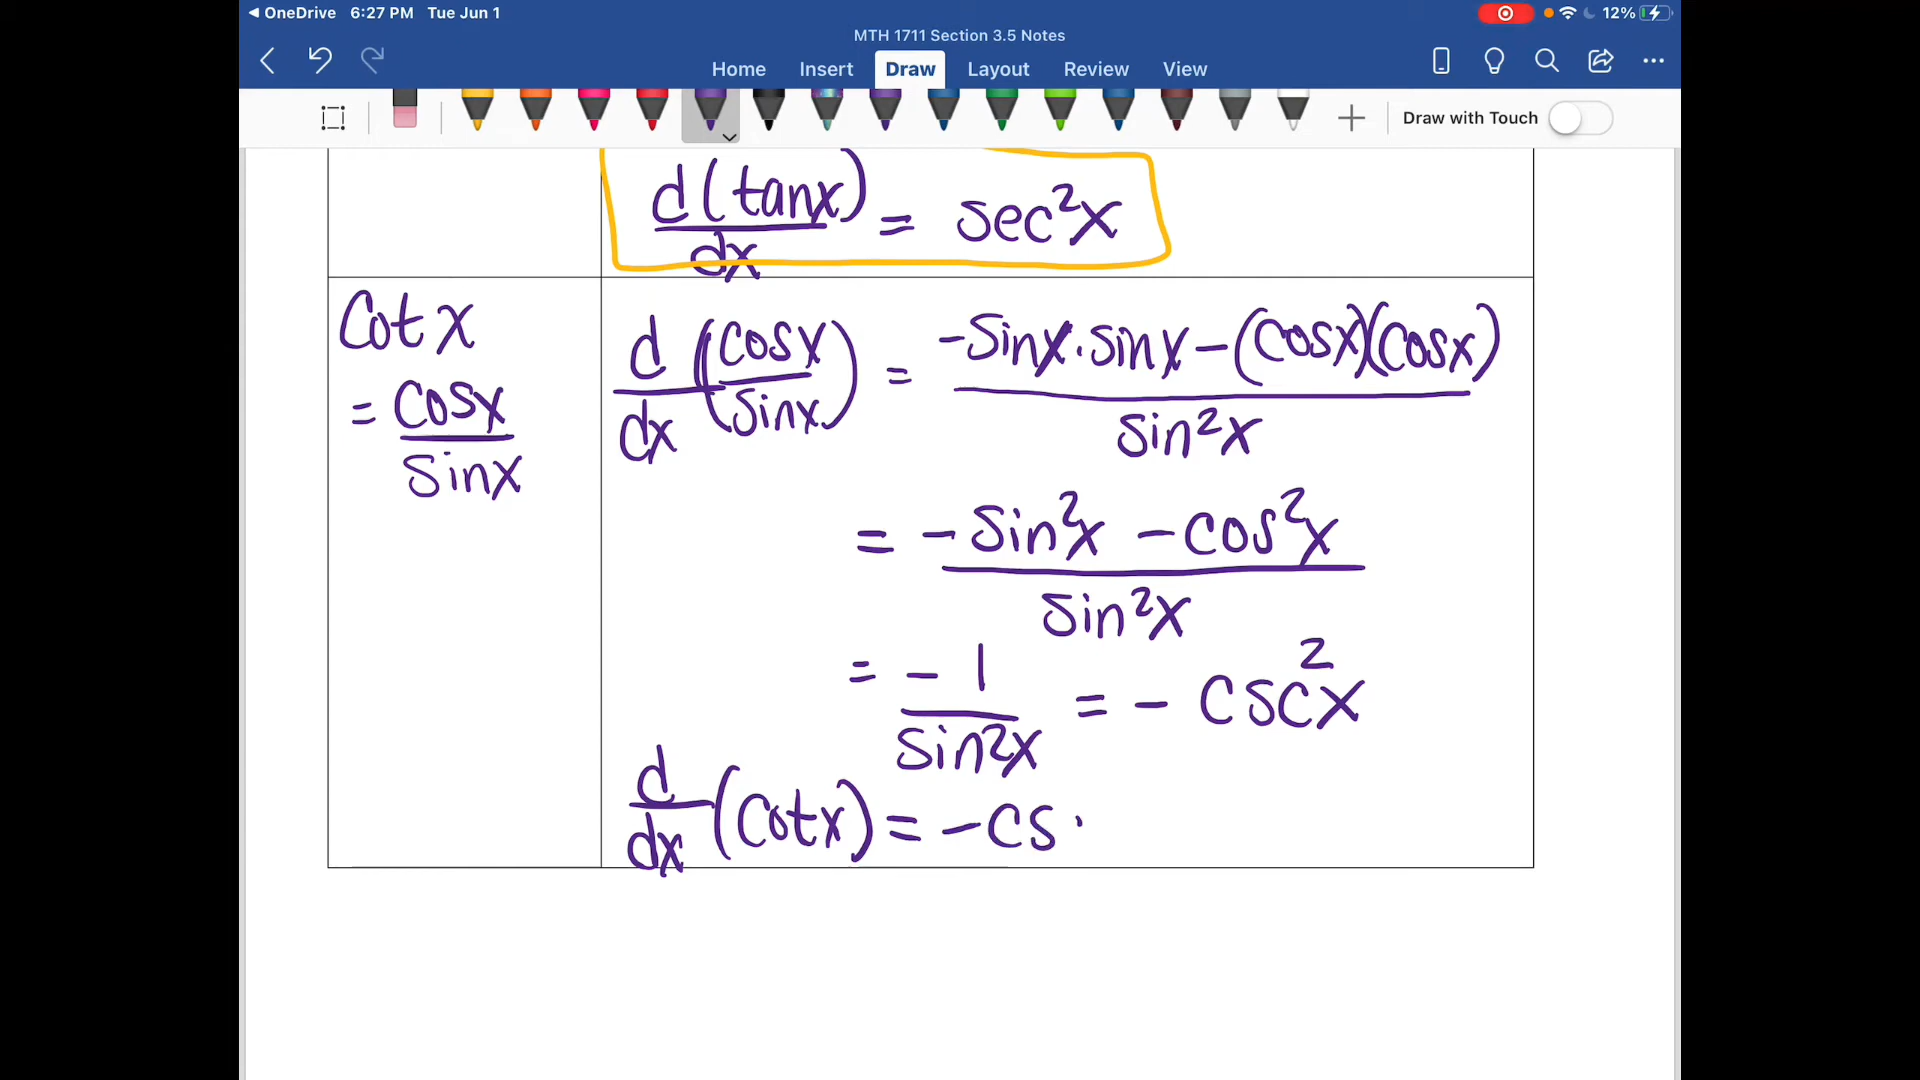 OneDrive 6:27 PM Tue Jun 1 12%
MTH 1711 Section 3.5 Notes
Home Insert Draw Layout Review View
Draw with Touch
d(tanx)/dx = sec²x
Cot x
= cosx/sinx
d/dx (cosx/sinx) = -sinx·sinx-(cosx)(cosx)/sin²x
= -sin²x -cos²x/sin²x
= -1/sin²x = - csc²x
d/dx (cotx) = -cs